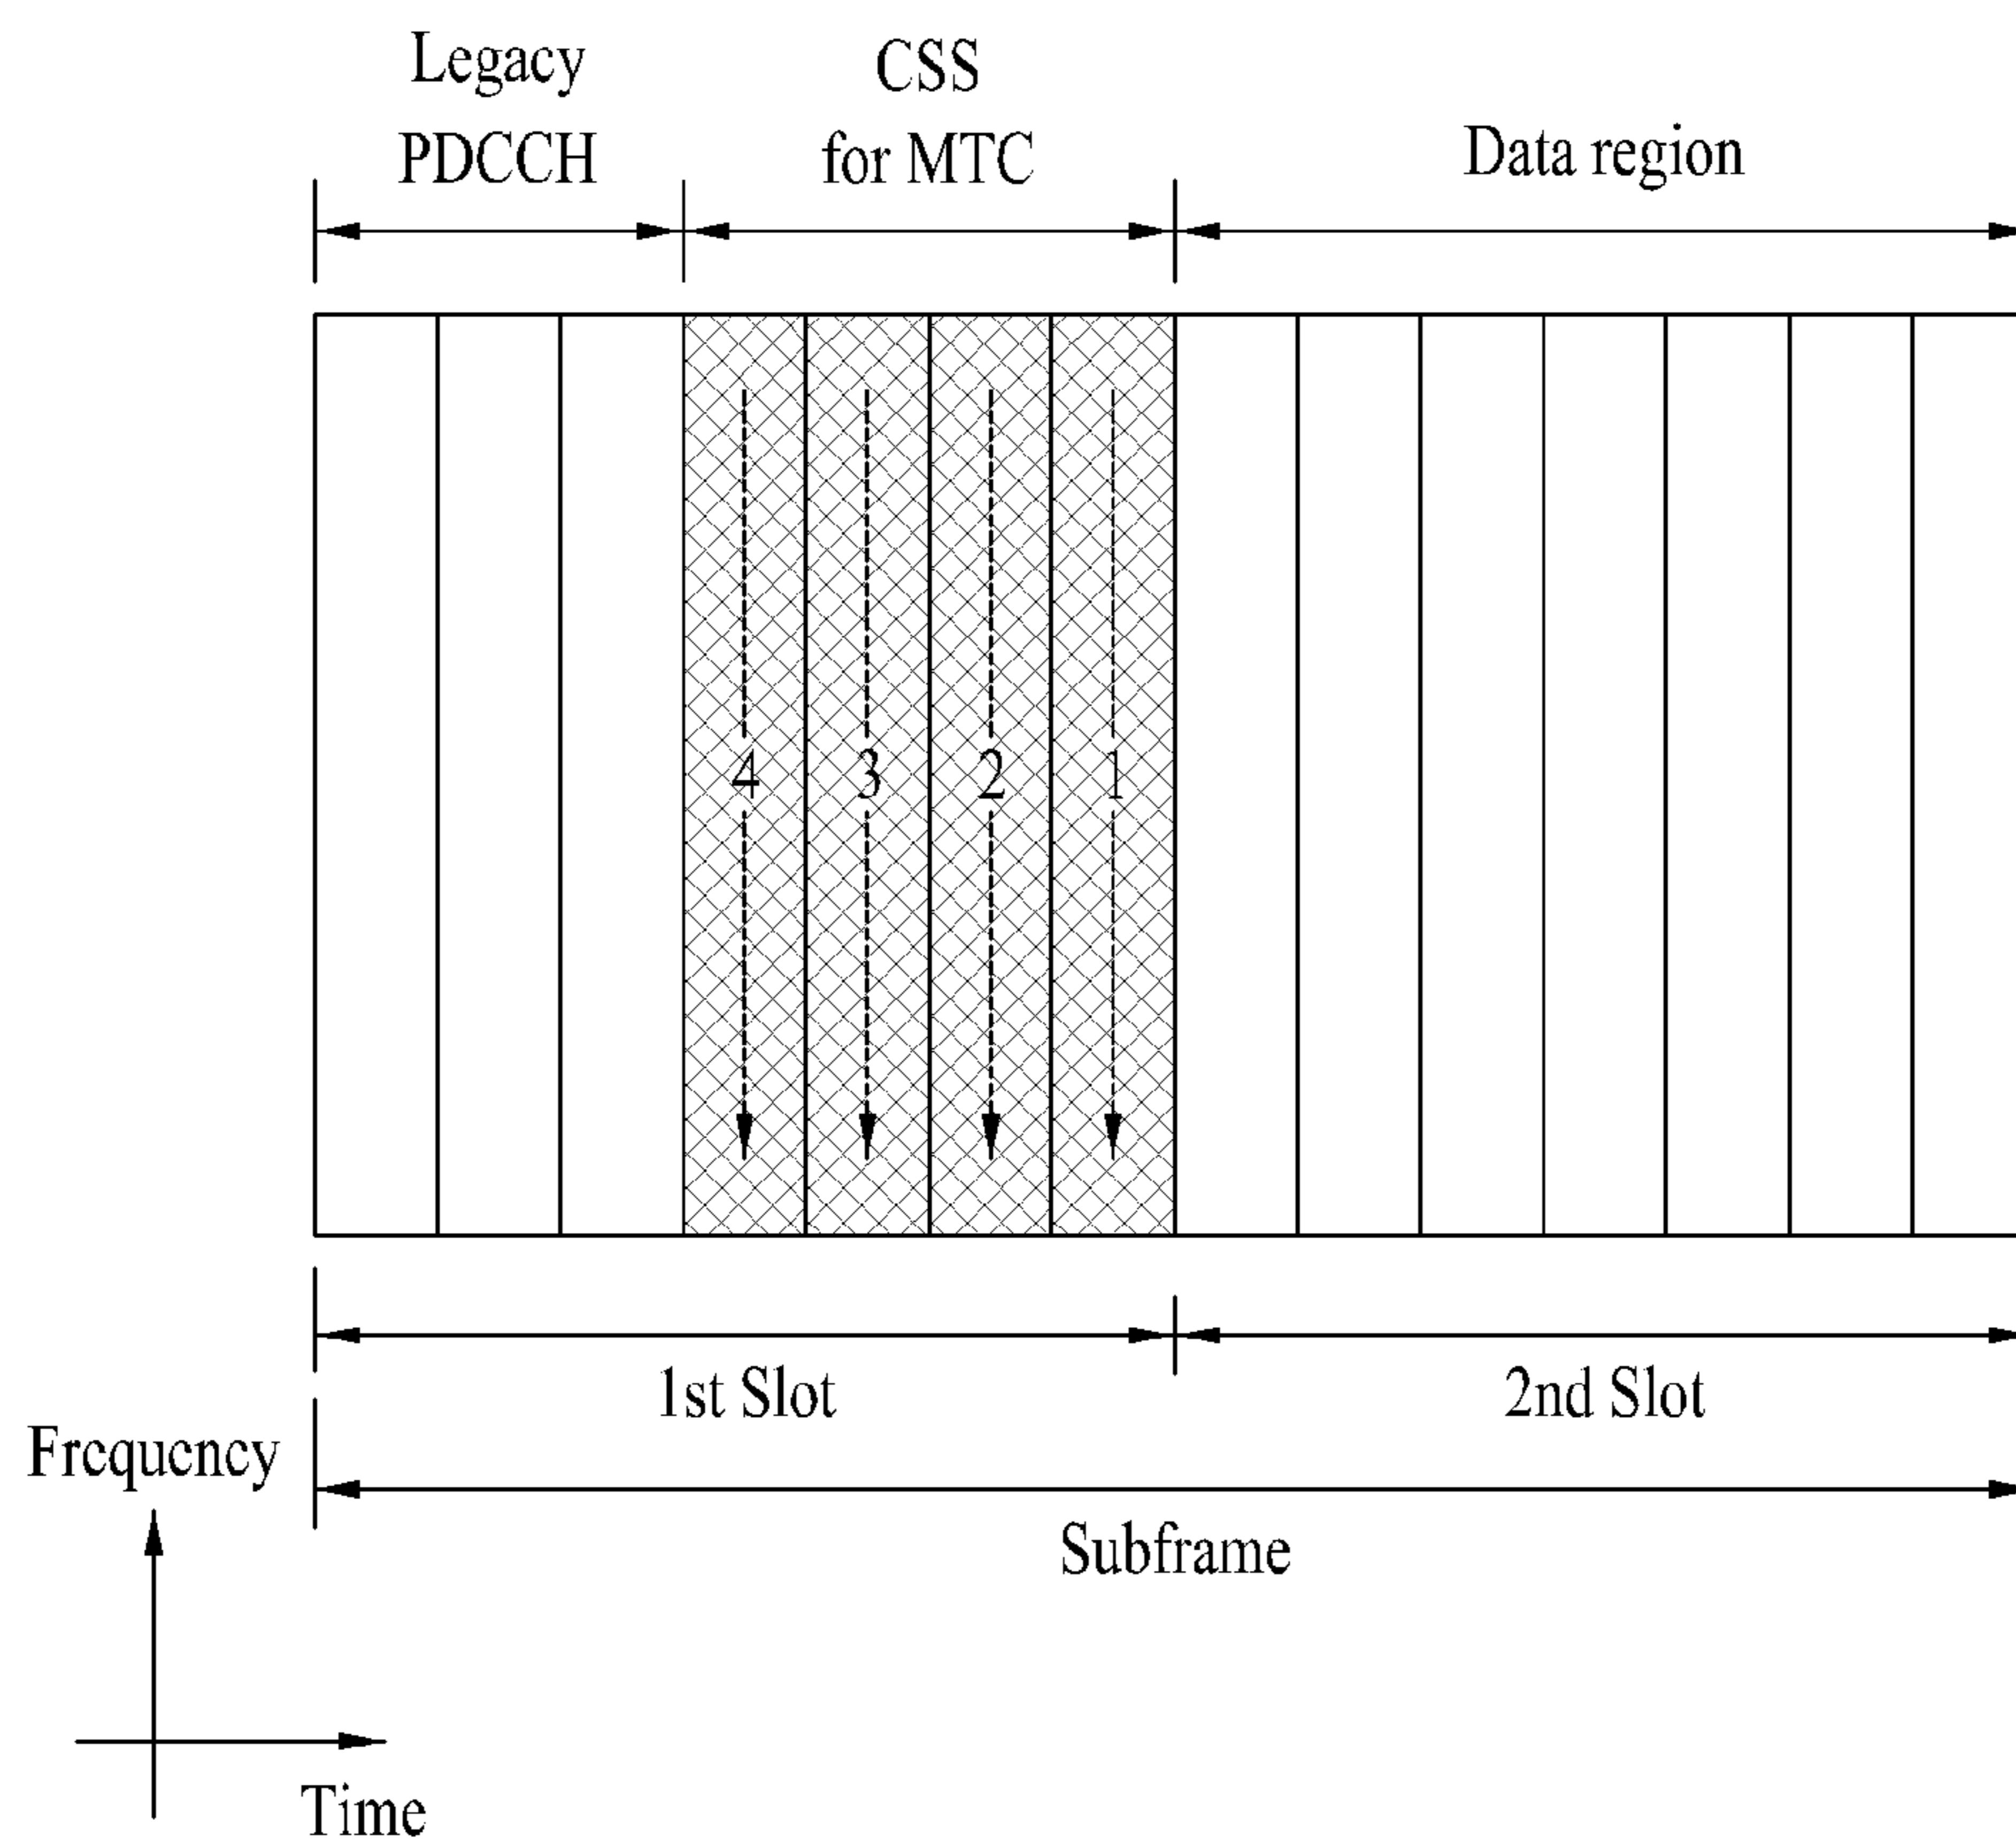 Legacy
PDCCH
CSS
for MTC
Data region
4 3 2 1
1st Slot
2nd Slot
Frequency
Subframe
Time